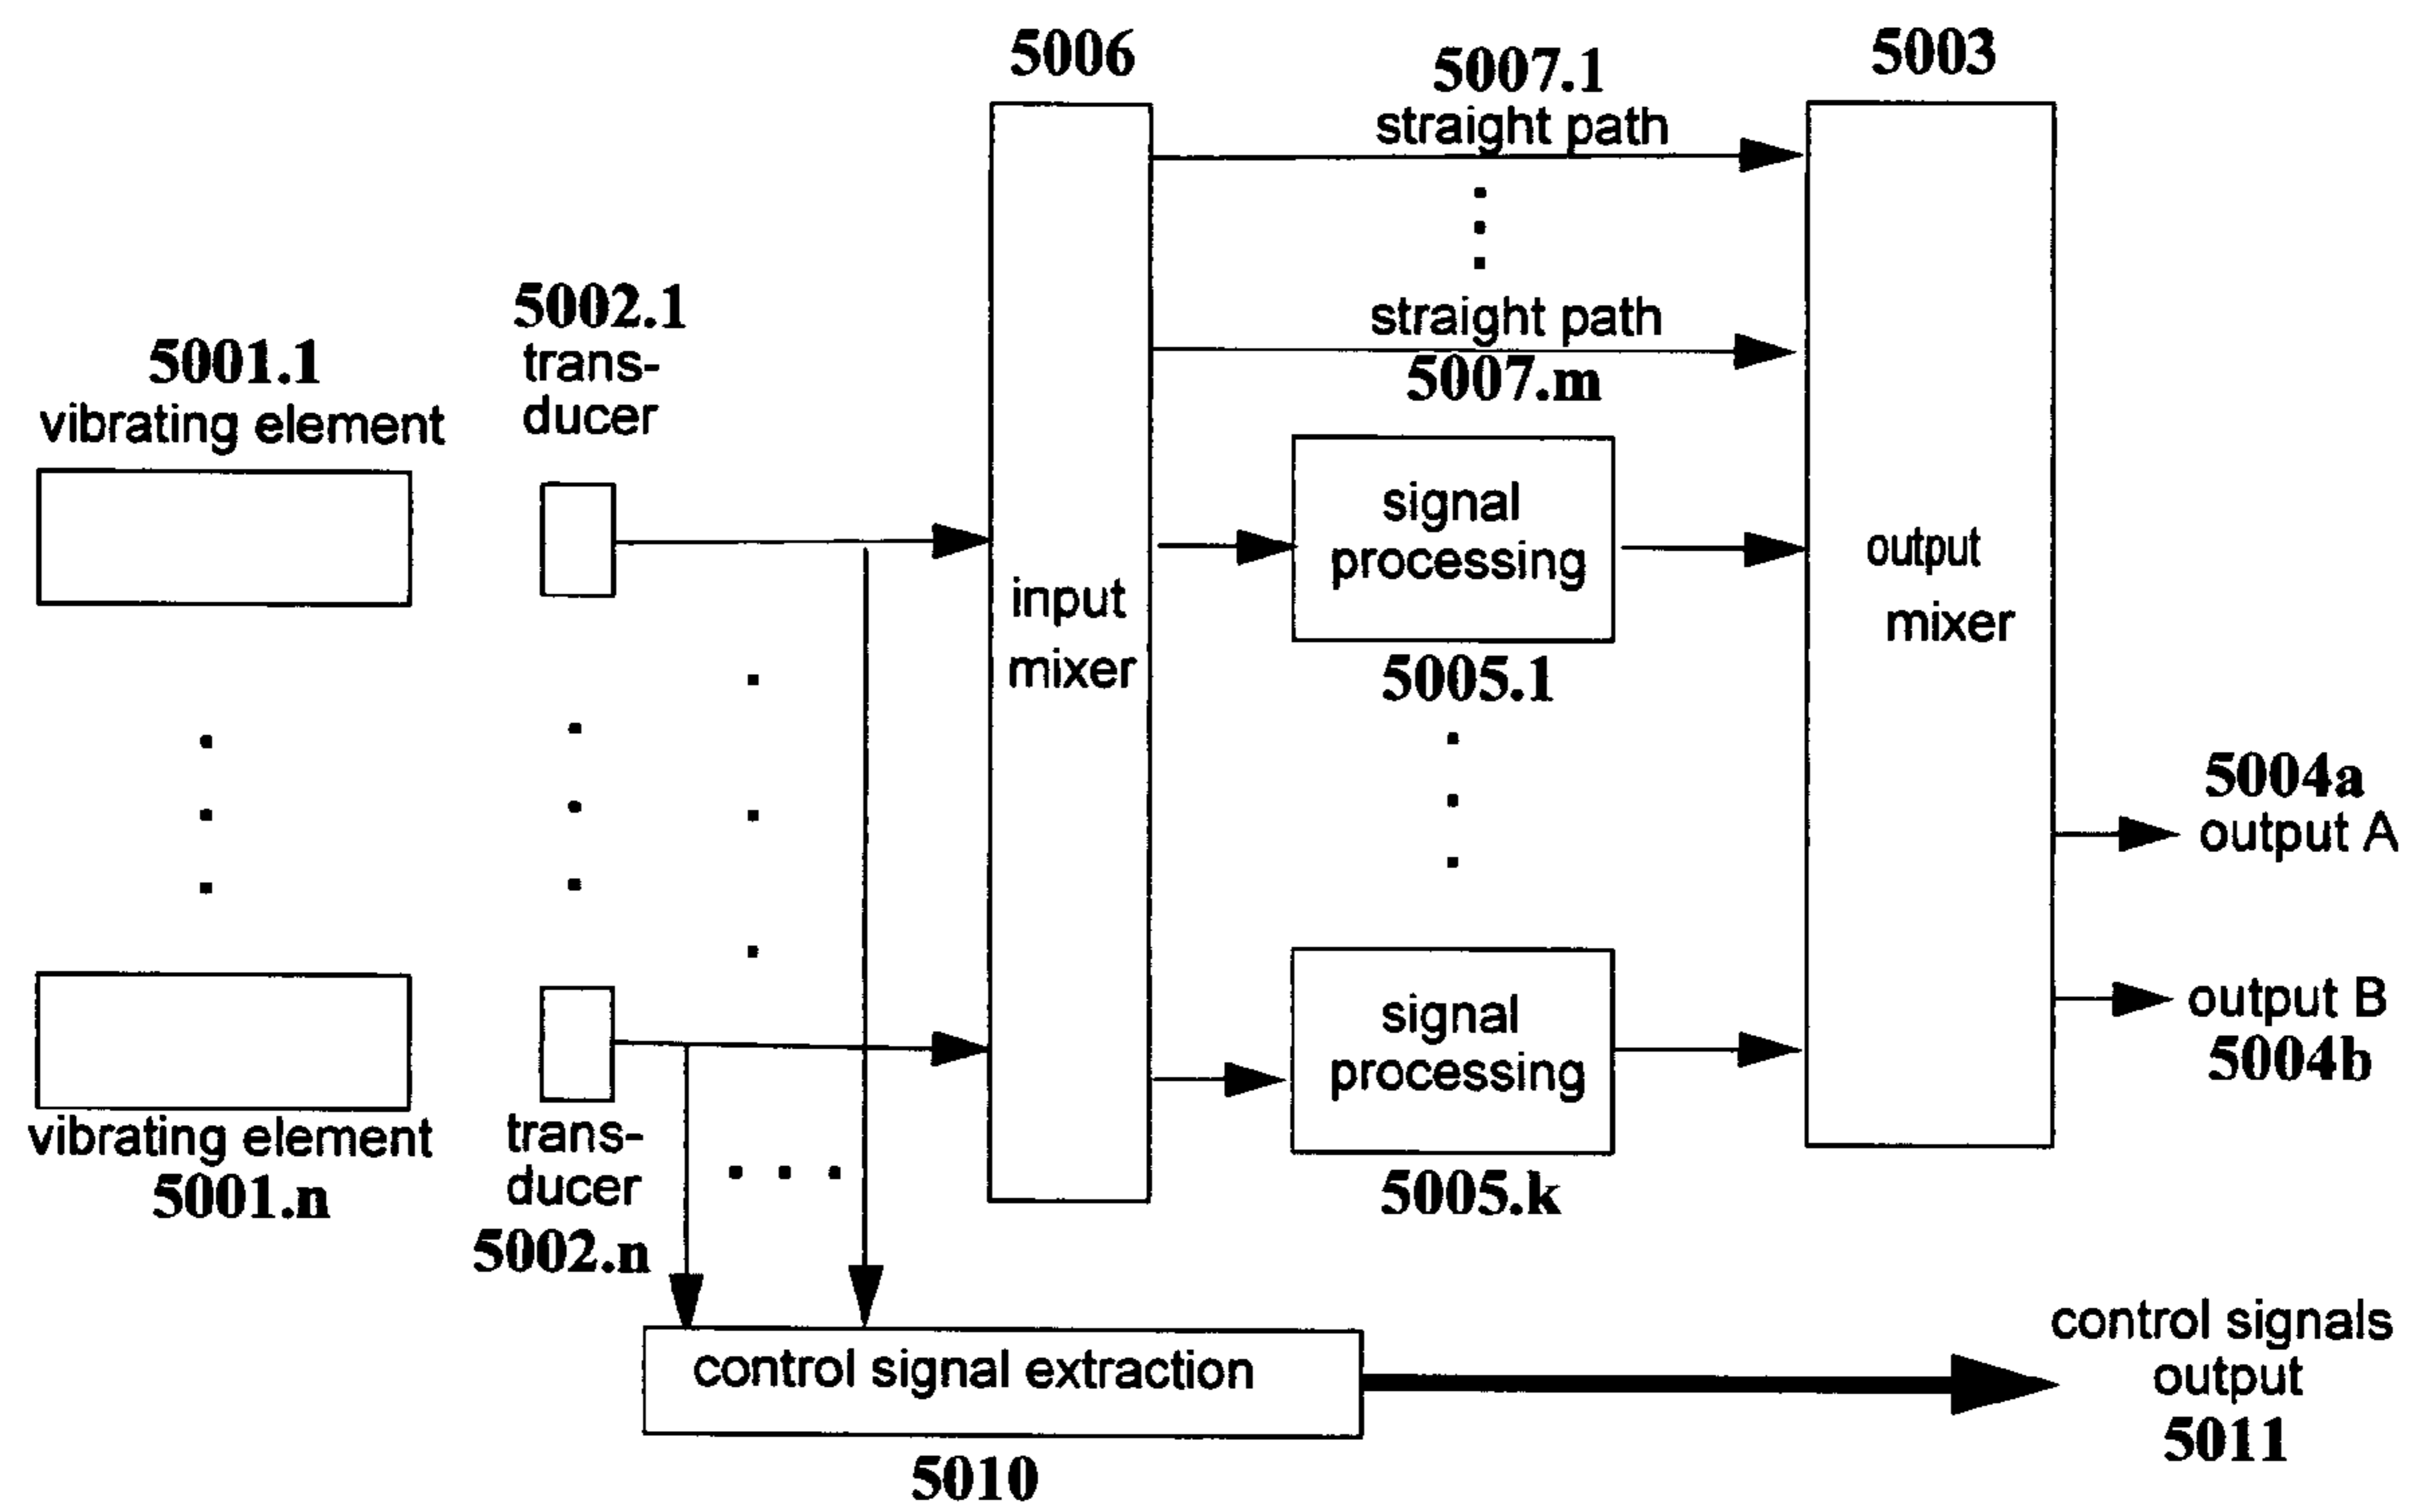 5006
5007.1
5003
straight path
5002.1
trans-
ducer
5001.1
vibrating element
straight path
5007.m
signal
processing
5005.1
input
mixer
output
mixer
5004a
output A
output B
5004b
signal
processing
5005.k
vibrating element
5001.n
trans-
ducer
5002.n
control signal extraction
5010
control signals
output
5011